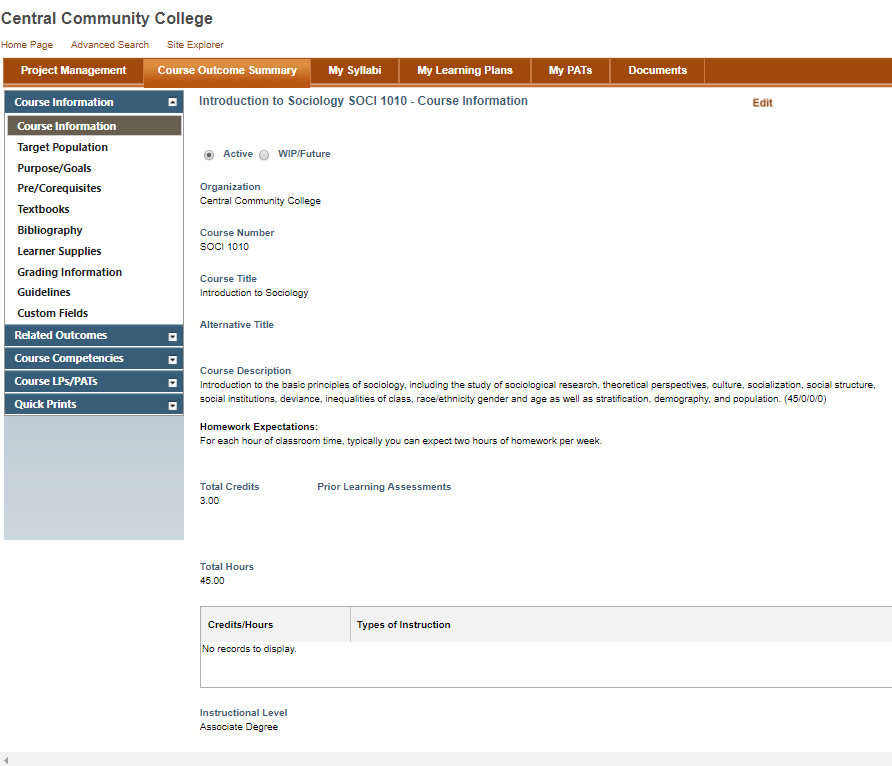 Central Community College
Home Page Advanced Search Site Explorer
Project Management Course Outcome Summary My Syllabi My Learning Plans My PATs Documents
Course Information
Course Information
Target Population
Purpose/Goals
Pre/Corequisites
Textbooks
Bibliography
Learner Supplies
Grading Information
Guidelines
Custom Fields
Related Outcomes
Course Competencies
Course LPs/PATs
Quick Prints
Introduction to Sociology SOCI 1010 - Course Information
Edit
Active WIP/Future
Organization
Central Community College
Course Number
SOCI 1010
Course Title
Introduction to Sociology
Alternative Title
Course Description
Introduction to the basic principles of sociology, including the study of sociological research, theoretical perspectives, culture, socialization, social structure,
social institutions, deviance, inequalities of class, race/ethnicity gender and age as well as stratification, demography, and population. (45/0/0/0)
Homework Expectations:
For each hour of classroom time, typically you can expect two hours of homework per week.
Total Credits Prior Learning Assessments
3.00
Total Hours
45.00
Credits/Hours Types of Instruction
No records to display.
Instructional Level
Associate Degree